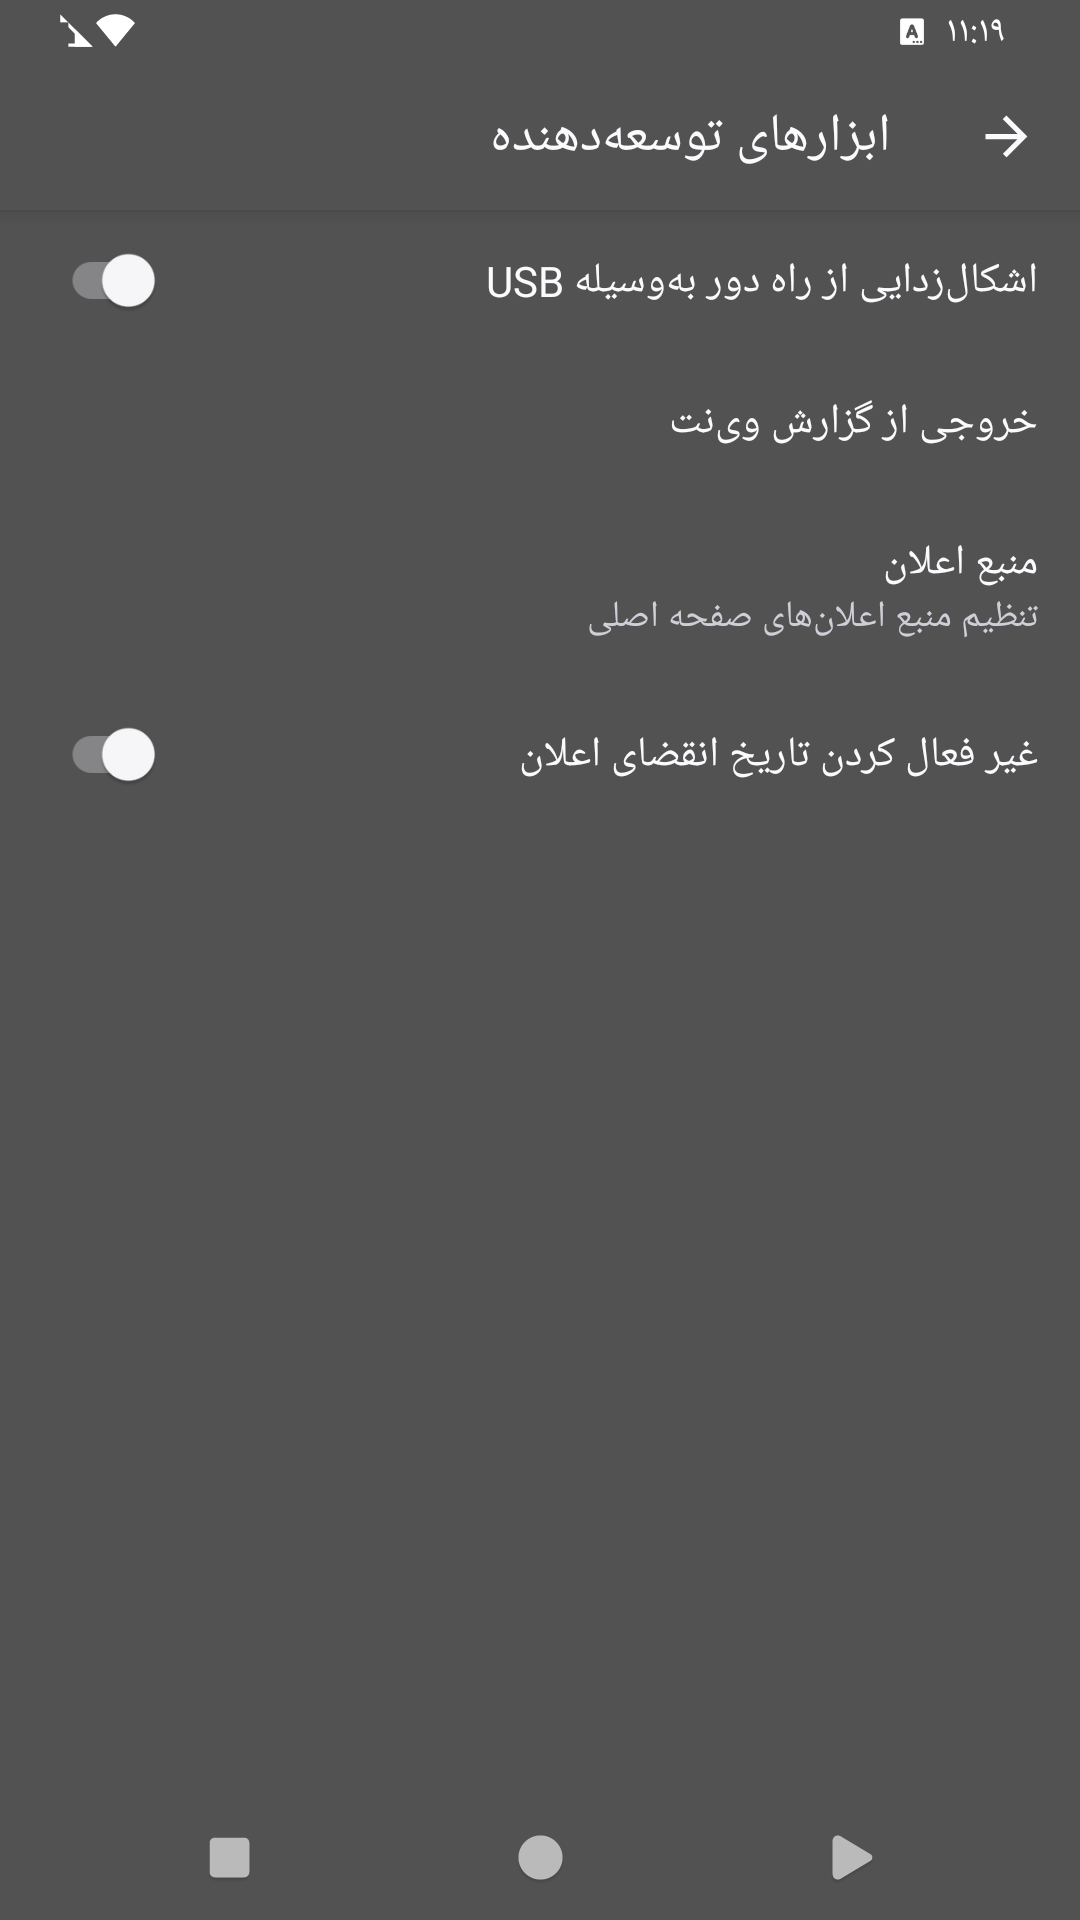 ۱۱:۱۹
ابزارهای توسعه‌دهنده
اشکال‌زدایی از راه دور به‌وسیله USB
خروجی از گزارش وی‌نت
منبع اعلان
تنظیم منبع اعلان‌های صفحه اصلی
غیر فعال کردن تاریخ انقضای اعلان